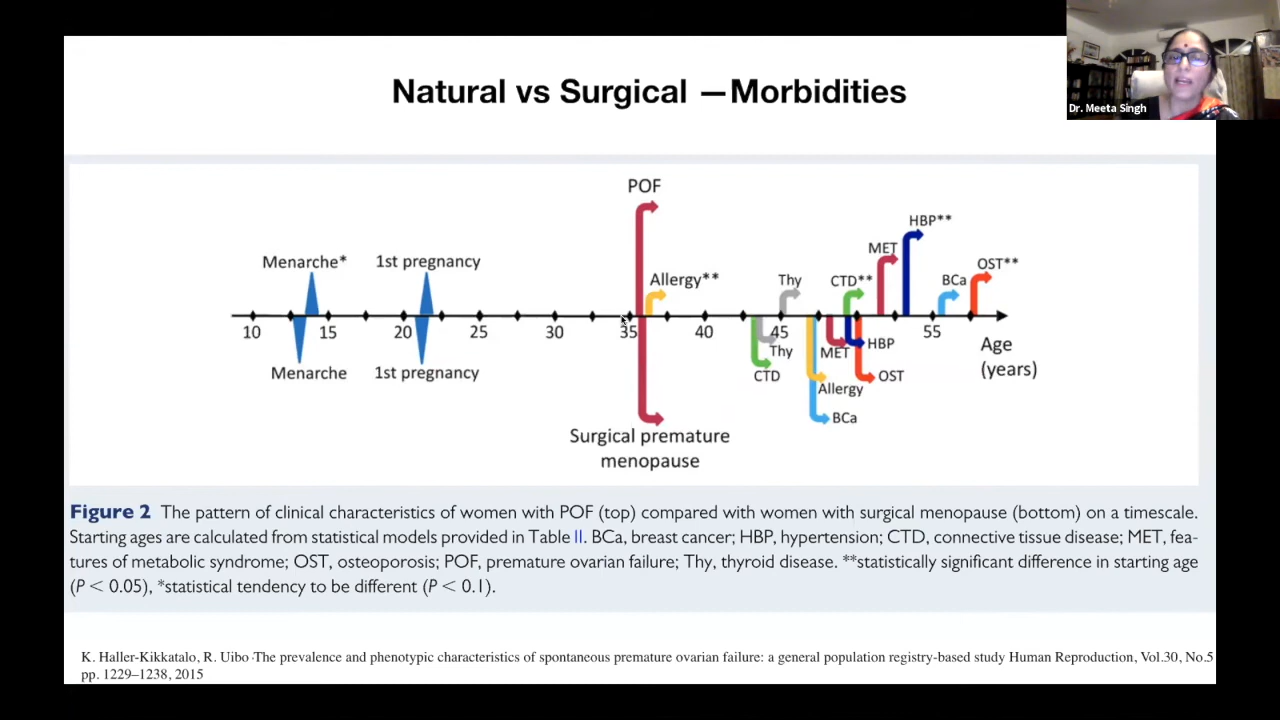 Dr. Meeta Singh
Natural vs Surgical —Morbidities
POF
HBP**
MET
Menarche*
1st pregnancy
Allergy**
Thy
CTD**
BCa
OST**
10
15
20
25
30
35
40
45
55
Age
(years)
Thy
MET
HBP
Menarche
1st pregnancy
CTD
OST
Allergy
BCa
Surgical premature
menopause
Figure 2 The pattern of clinical characteristics of women with POF (top) compared with women with surgical menopause (bottom) on a timescale.
Starting ages are calculated from statistical models provided in Table II. BCa, breast cancer; HBP, hypertension; CTD, connective tissue disease; MET, fea-
tures of metabolic syndrome; OST, osteoporosis; POF, premature ovarian failure; Thy, thyroid disease. **statistically significant difference in starting age
(P < 0.05), *statistical tendency to be different (P < 0.1).
K. Haller-Kikkatalo, R. Uibo ·The prevalence and phenotypic characteristics of spontaneous premature ovarian failure: a general population registry-based study Human Reproduction, Vol.30, No.5
pp. 1229–1238, 2015